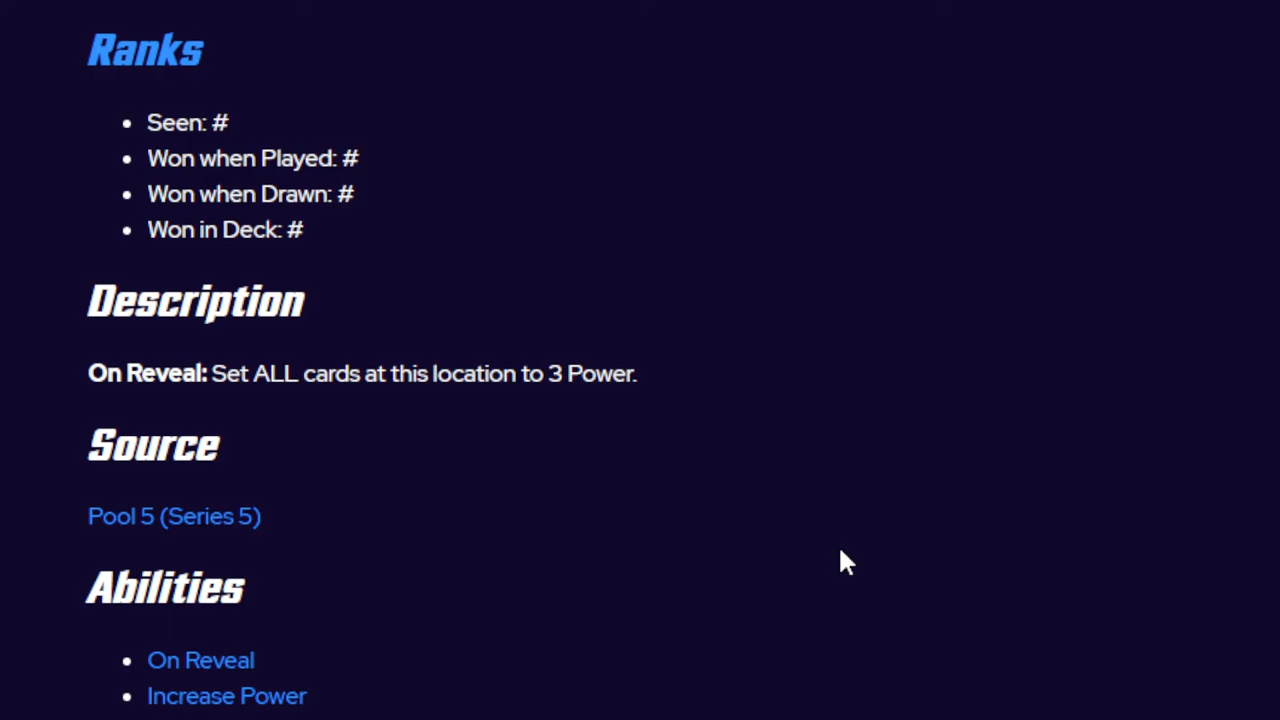 Ranks
Seen: #
Won when Played: #
Won when Drawn: #
Won in Deck: #
Description
On Reveal: Set ALL cards at this location to 3 Power.
Source
Pool 5 (Series 5)
Abilities
On Reveal
Increase Power